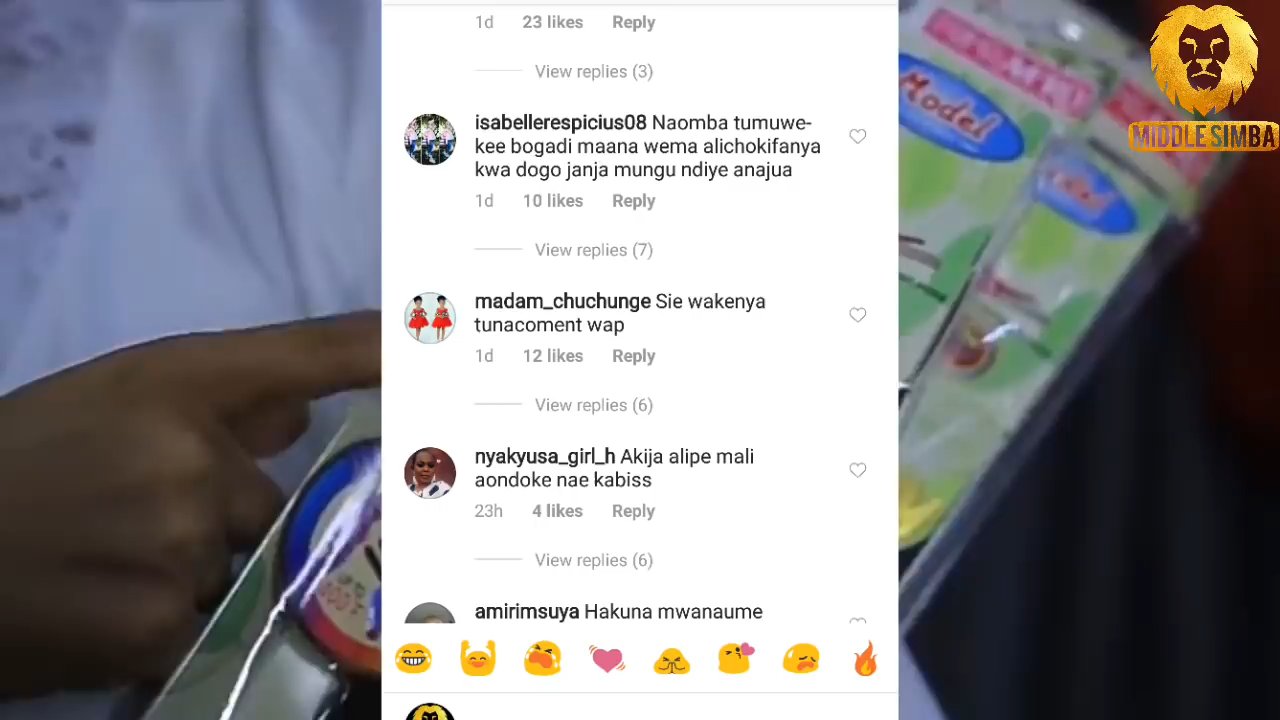 1d 23 likes Reply
View replies (3)
isabellerespicius08 Naomba tumuwe-
kee bogadi maana wema alichokifanya
kwa dogo janja mungu ndiye anajua
1d 10 likes Reply
View replies (7)
madam_chuchunge Sie wakenya
tunacoment wap
1d 12 likes Reply
View replies (6)
nyakyusa_girl_h Akija alipe mali
aondoke nae kabiss
23h 4 likes Reply
View replies (6)
amirimsuya Hakuna mwanaume
MIDDLE SIMBA
Model